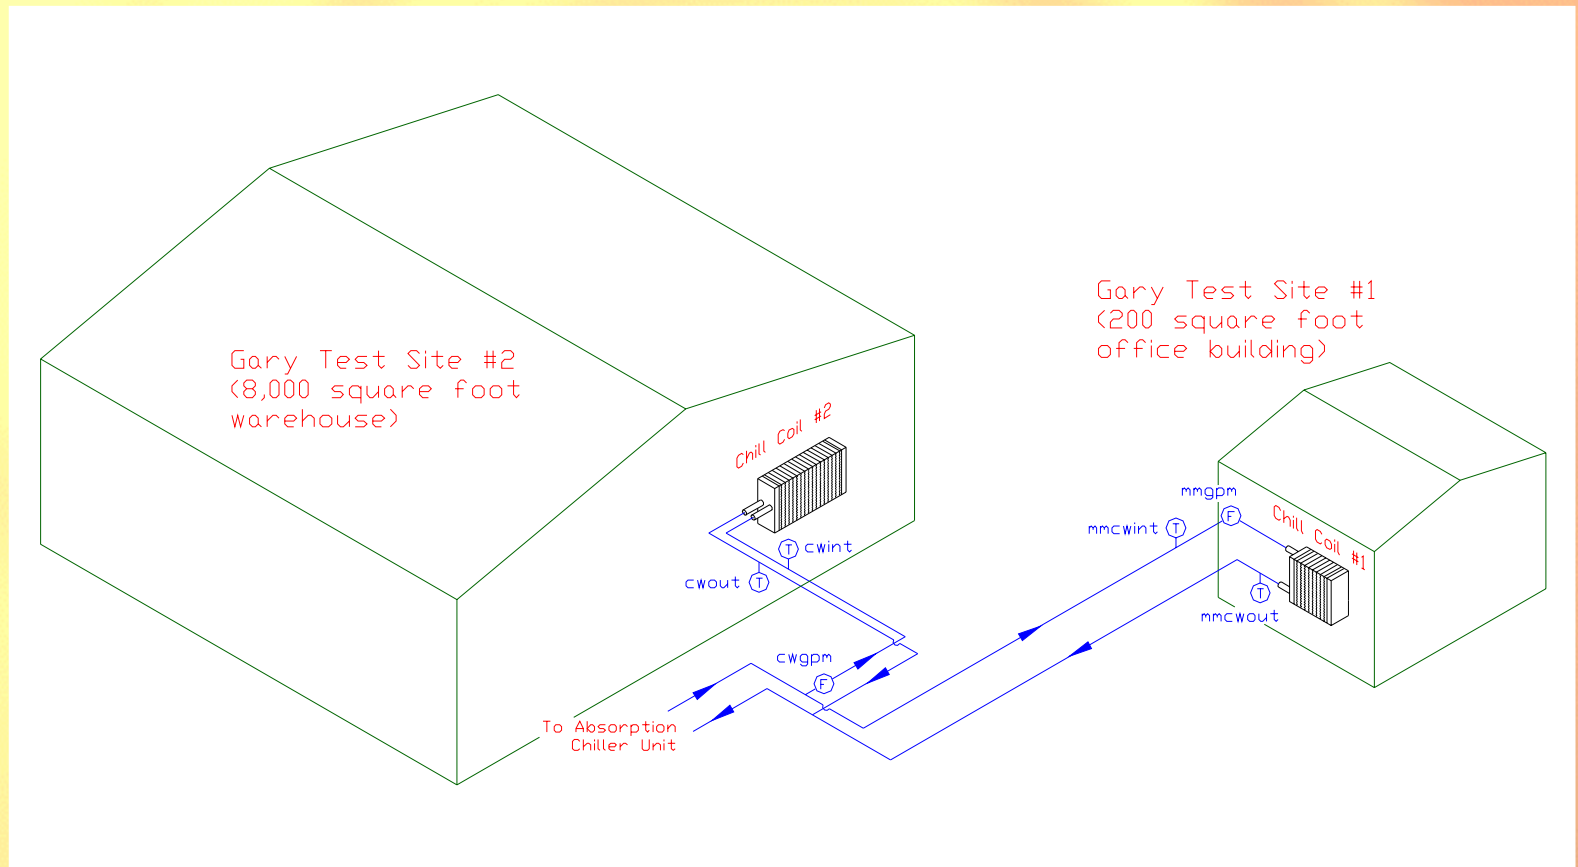 Gary Test Site #1
(200 square foot
office building)
Gary Test Site #2
(8,000 square foot
warehouse)
Chill Coil #2
mmgpm
F
Chill Coil #1
mmcwint
T
T
cwint
cwout
T
T
mmcwout
cwgpm
F
To Absorption
Chiller Unit